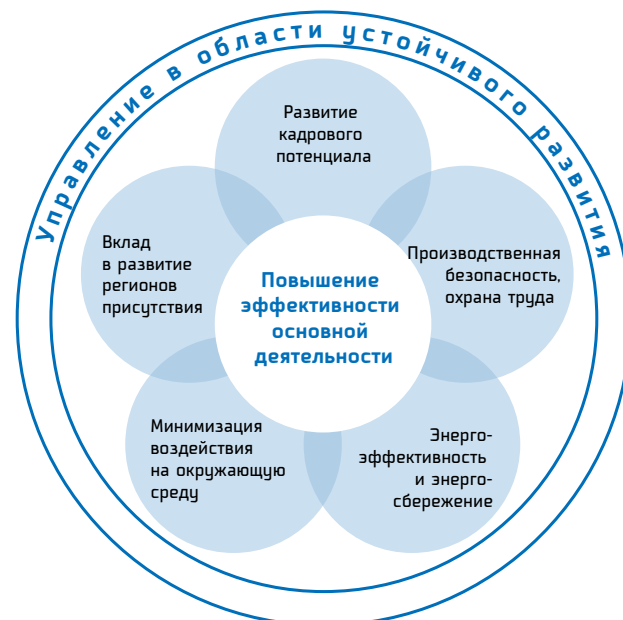 Управление в области устойчивого развития
Развитие
кадрового
потенциала
Вклад
в развитие
регионов
присутствия
Производственная
безопасность,
охрана труда
Повышение
эффективности
основной
деятельности
Минимизация
воздействия
на окружающую
среду
Энерго-
эффективность
и энерго-
сбережение